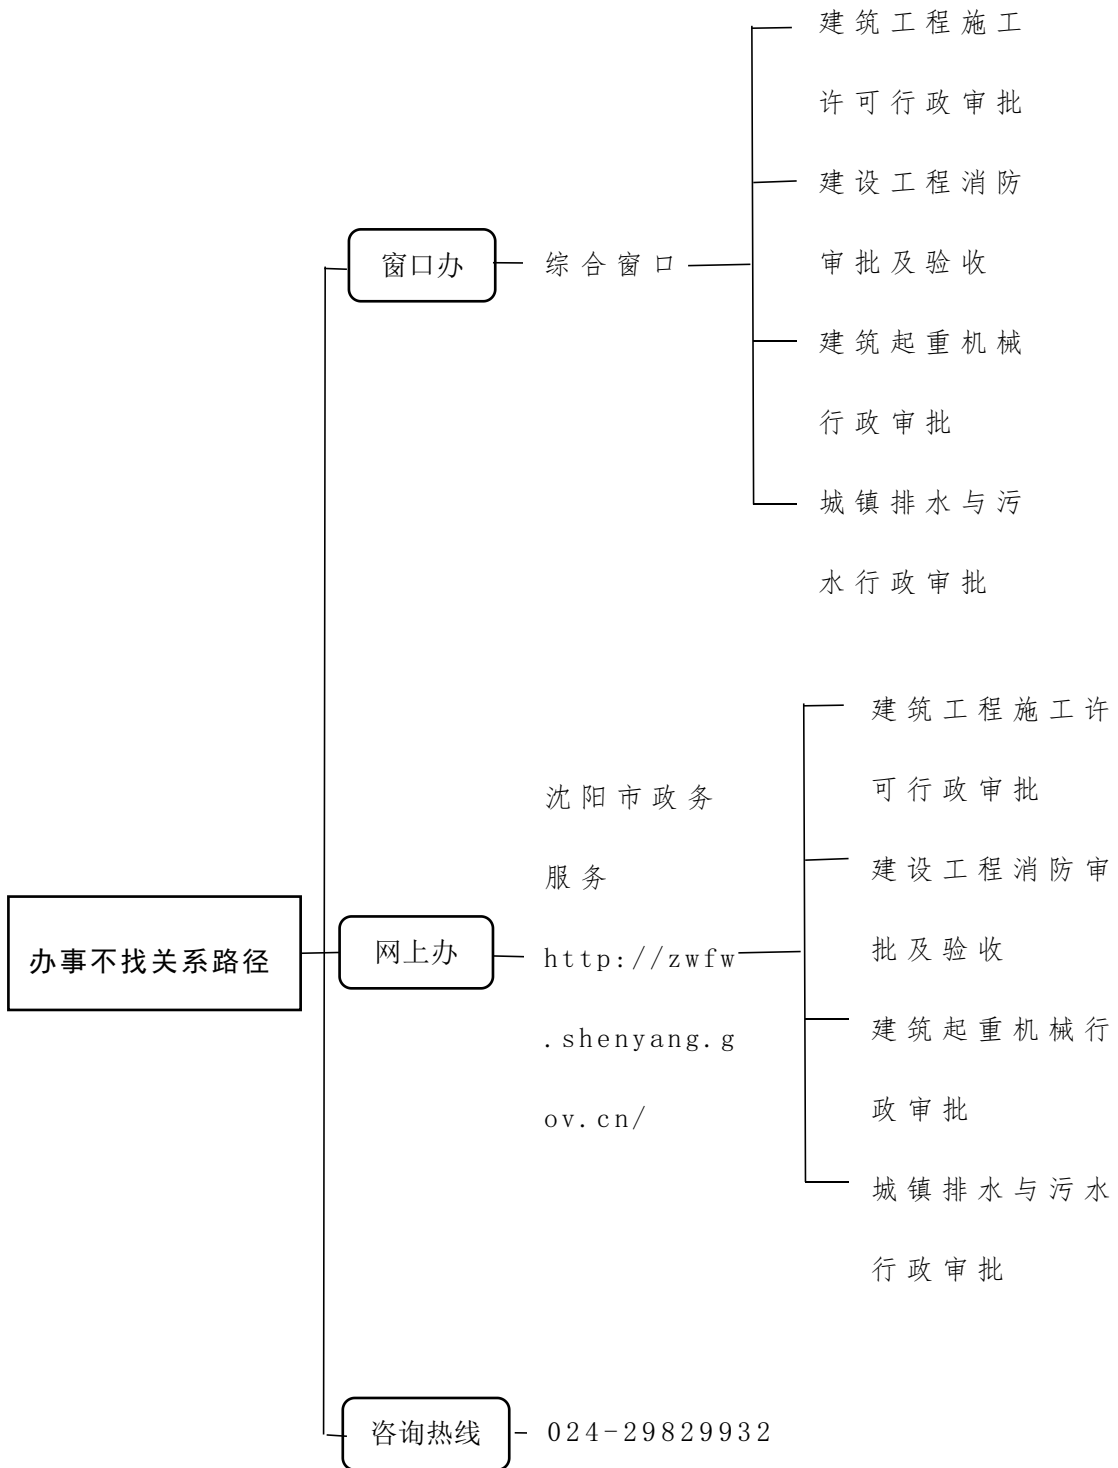 办事不找关系路径
窗口办
综合窗口
建筑工程施工
许可行政审批
建设工程消防
审批及验收
建筑起重机械
行政审批
城镇排水与污
水行政审批
网上办
沈阳市政务
服务
http://zwfw
.shenyang.g
ov.cn/
建筑工程施工许
可行政审批
建设工程消防审
批及验收
建筑起重机械行
政审批
城镇排水与污水
行政审批
咨询热线
024-29829932